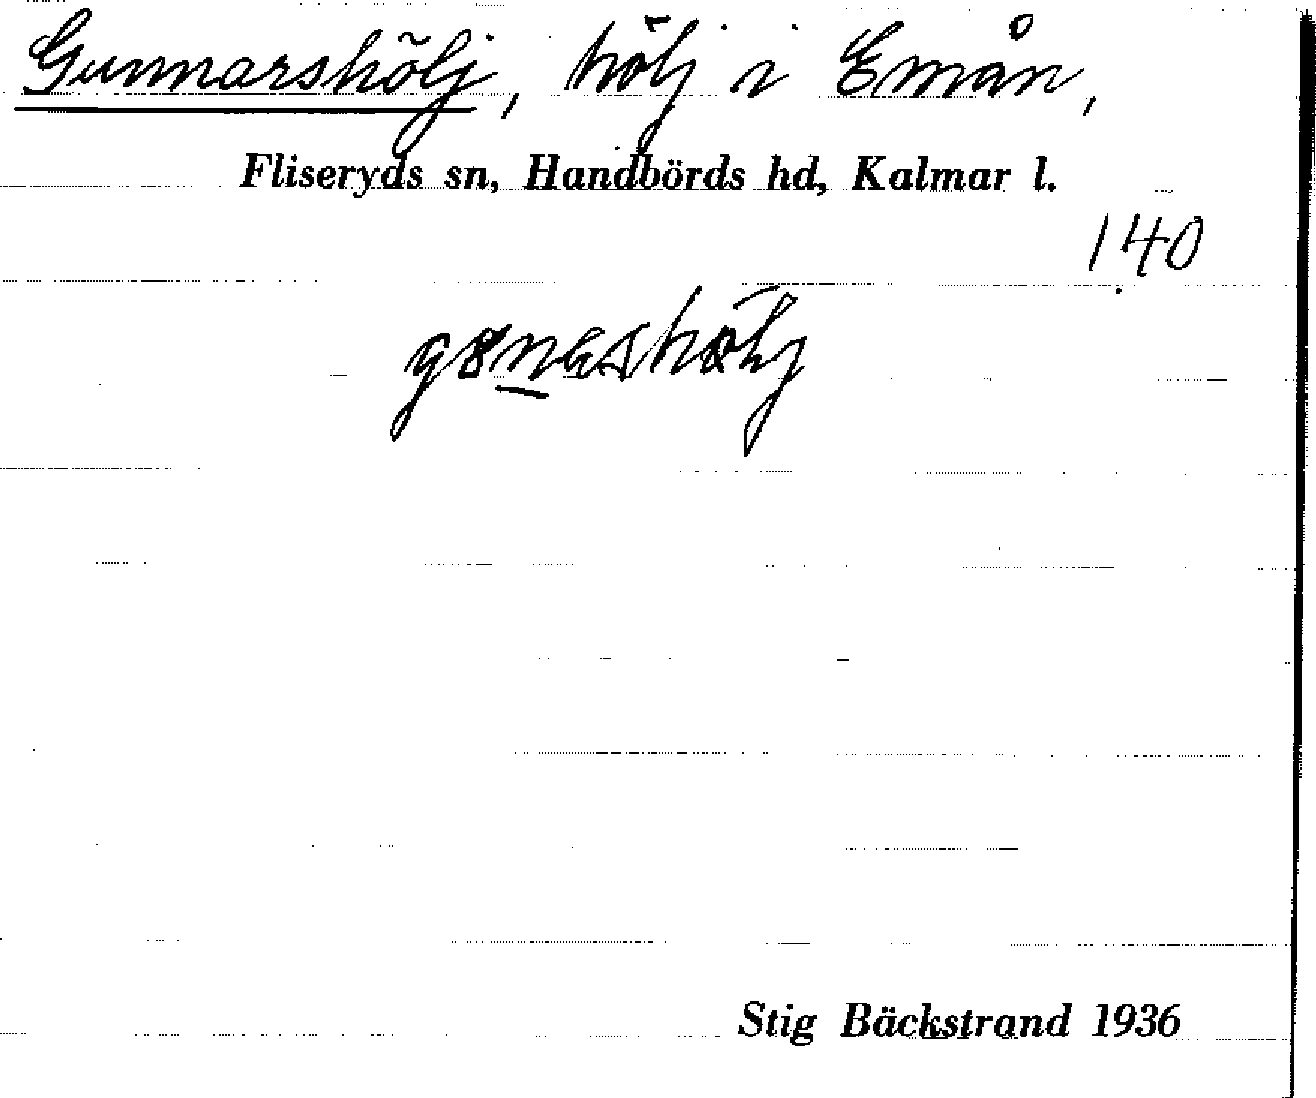 Gunnarshölj, hölj i Emån,
Fliseryds sn, Handbörds hd, Kalmar l.
140
Stig Bäckstrand 1936